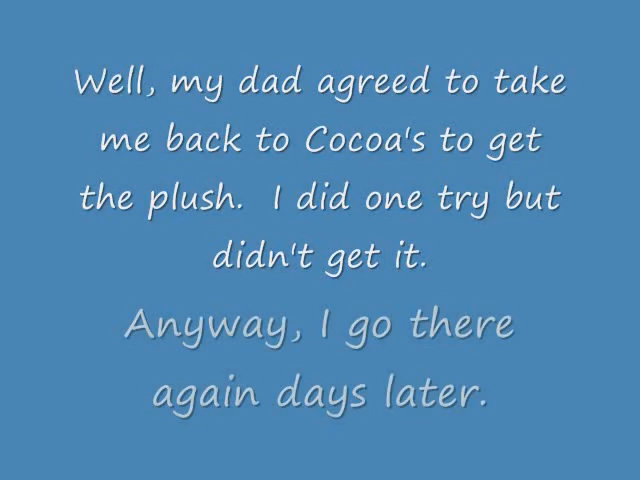 Well, my dad agreed to take
me back to Cocoa's to get
the plush.  I did one try but
didn't get it.
Anyway, I go there
again days later.